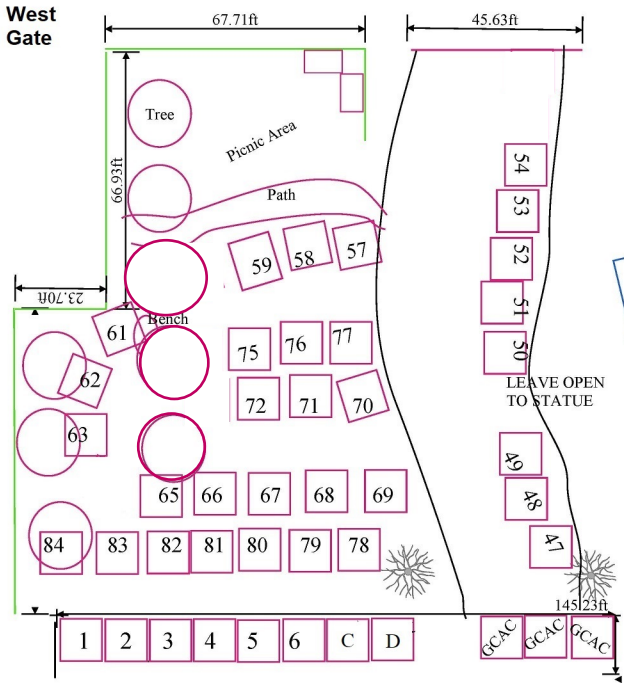 West
Gate
67.71ft
45.63ft
Tree
Picnic Area
66.93ft
Path
54
53
52
51
50
59
58
57
23.70ft
Bench
61
62
63
75
76
77
72
71
70
LEAVE OPEN
TO STATUE
49
48
47
65
66
67
68
69
84
83
82
81
80
79
78
145.23ft
1
2
3
4
5
6
C
D
GCAC
GCAC
GCAC